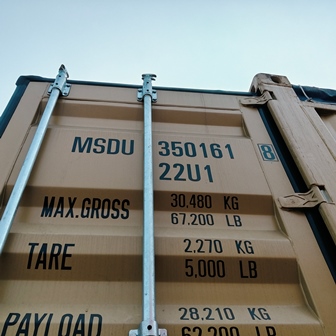 MSDU 350161 8
22U1
MAX.GROSS 30,480 KG
67,200 LB
TARE 2,270 KG
5,000 LB
PAYLOAD 28,210 KG
62,200 LB